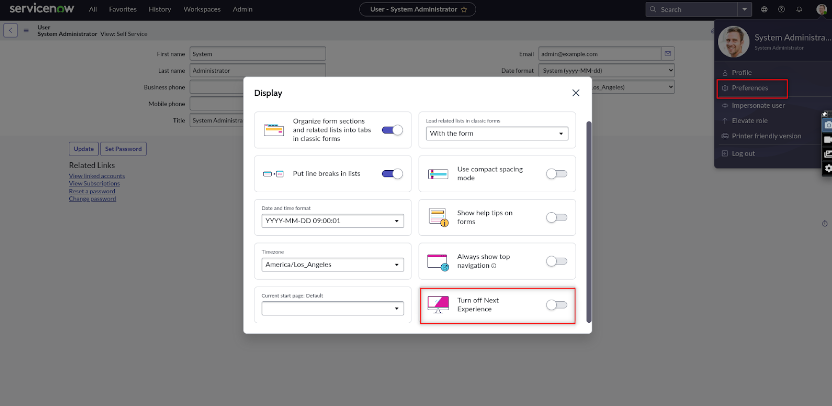 servicenow
All
Favorites
History
Workspaces
Admin
User - System Administrator
Search
User
System Administrator View: Self Service
First name
System
Last name
Administrator
Business phone
Mobile phone
Title
System Administr
Email
admin@example.com
Date format
System (yyyy-MM-dd)
os_Angeles)
Update
Set Password
Related Links
View linked accounts
View Subscriptions
Reset a password
Change password
System Administra...
System Administrator
Profile
Preferences
Impersonate user
Elevate role
Printer friendly version
Log out
Display
Organize form sections
and related lists into tabs
in classic forms
Load related lists in classic forms
With the form
Put line breaks in lists
Use compact spacing
mode
Date and time format
YYYY-MM-DD 09:00:01
Show help tips on
forms
Timezone
America/Los_Angeles
Always show top
navigation
Current start page: Default
Turn off Next
Experience